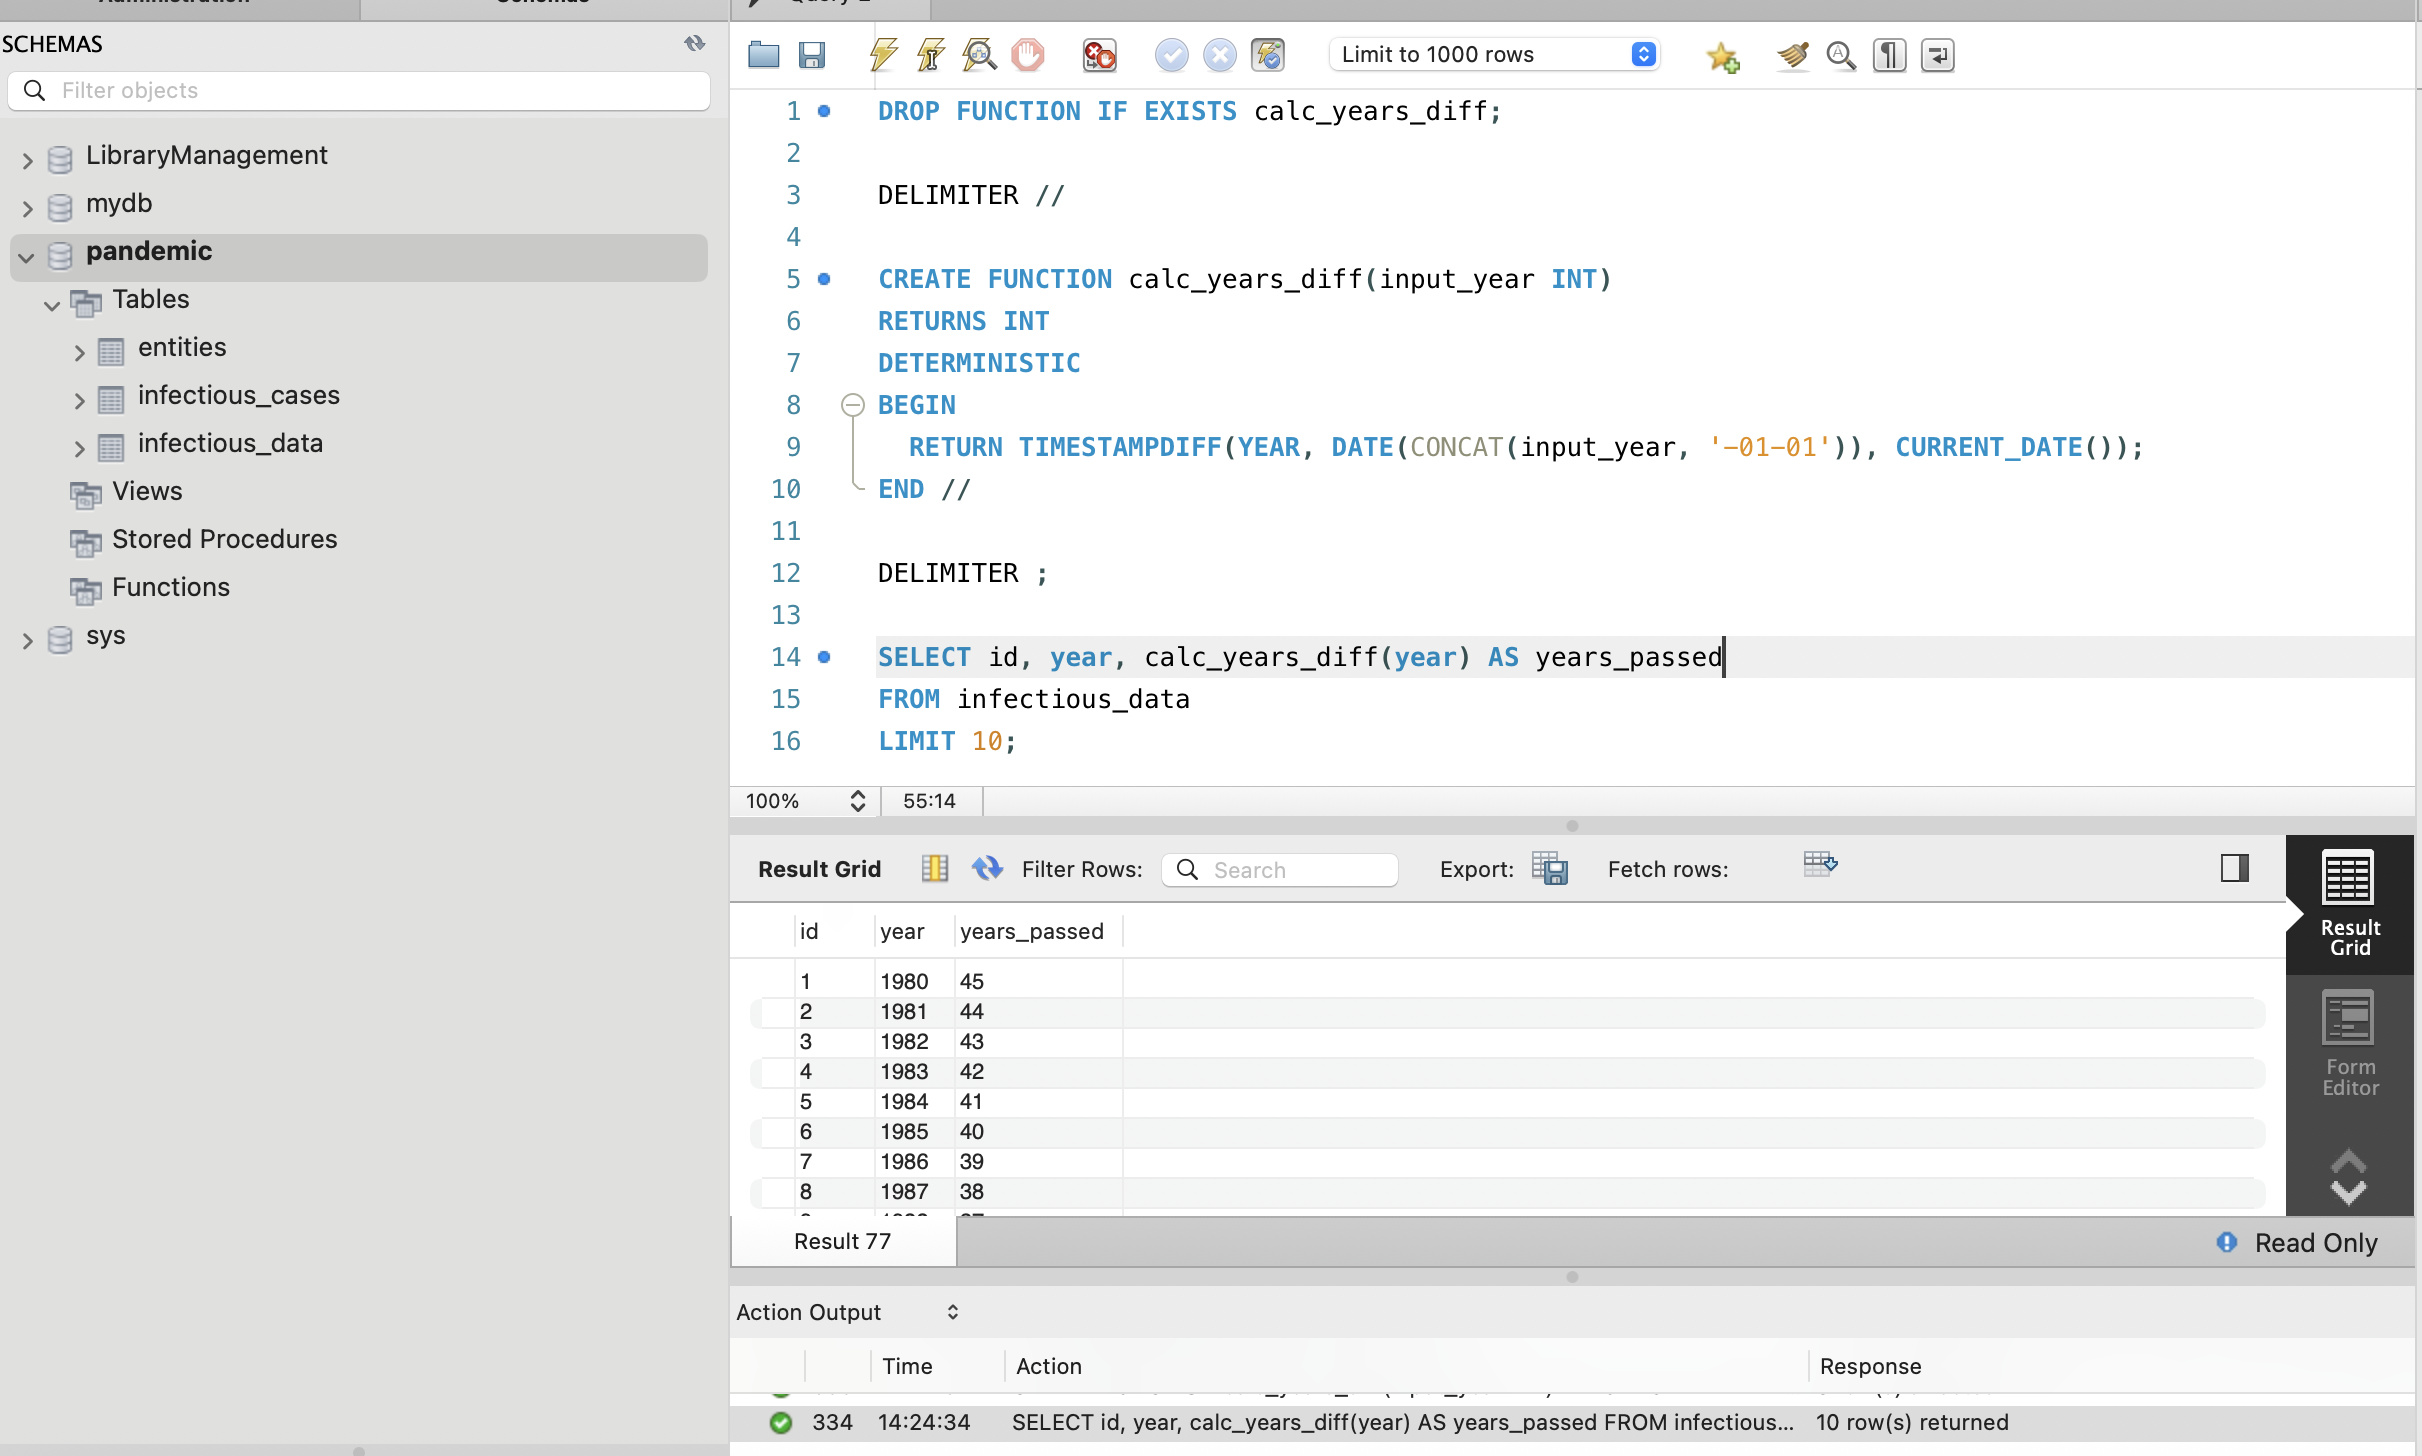 Administration
Schemas
SCHEMAS
Filter objects
LibraryManagement
mydb
pandemic
Tables
entities
infectious_cases
infectious_data
Views
Stored Procedures
Functions
sys
Limit to 1000 rows
1 DROP FUNCTION IF EXISTS calc_years_diff;
2
3 DELIMITER //
4
5 CREATE FUNCTION calc_years_diff(input_year INT)
6 RETURNS INT
7 DETERMINISTIC
8 BEGIN
9 RETURN TIMESTAMPDIFF(YEAR, DATE(CONCAT(input_year, '-01-01')), CURRENT_DATE());
10 END //
11
12 DELIMITER ;
13
14 SELECT id, year, calc_years_diff(year) AS years_passed
15 FROM infectious_data
16 LIMIT 10;
100% 55:14
Result Grid Filter Rows: Search Export: Fetch rows:
id year years_passed
1 1980 45
2 1981 44
3 1982 43
4 1983 42
5 1984 41
6 1985 40
7 1986 39
8 1987 38
Result
Grid
Form
Editor
Result 77
Read Only
Action Output
Time Action Response
334 14:24:34 SELECT id, year, calc_years_diff(year) AS years_passed FROM infectious... 10 row(s) returned